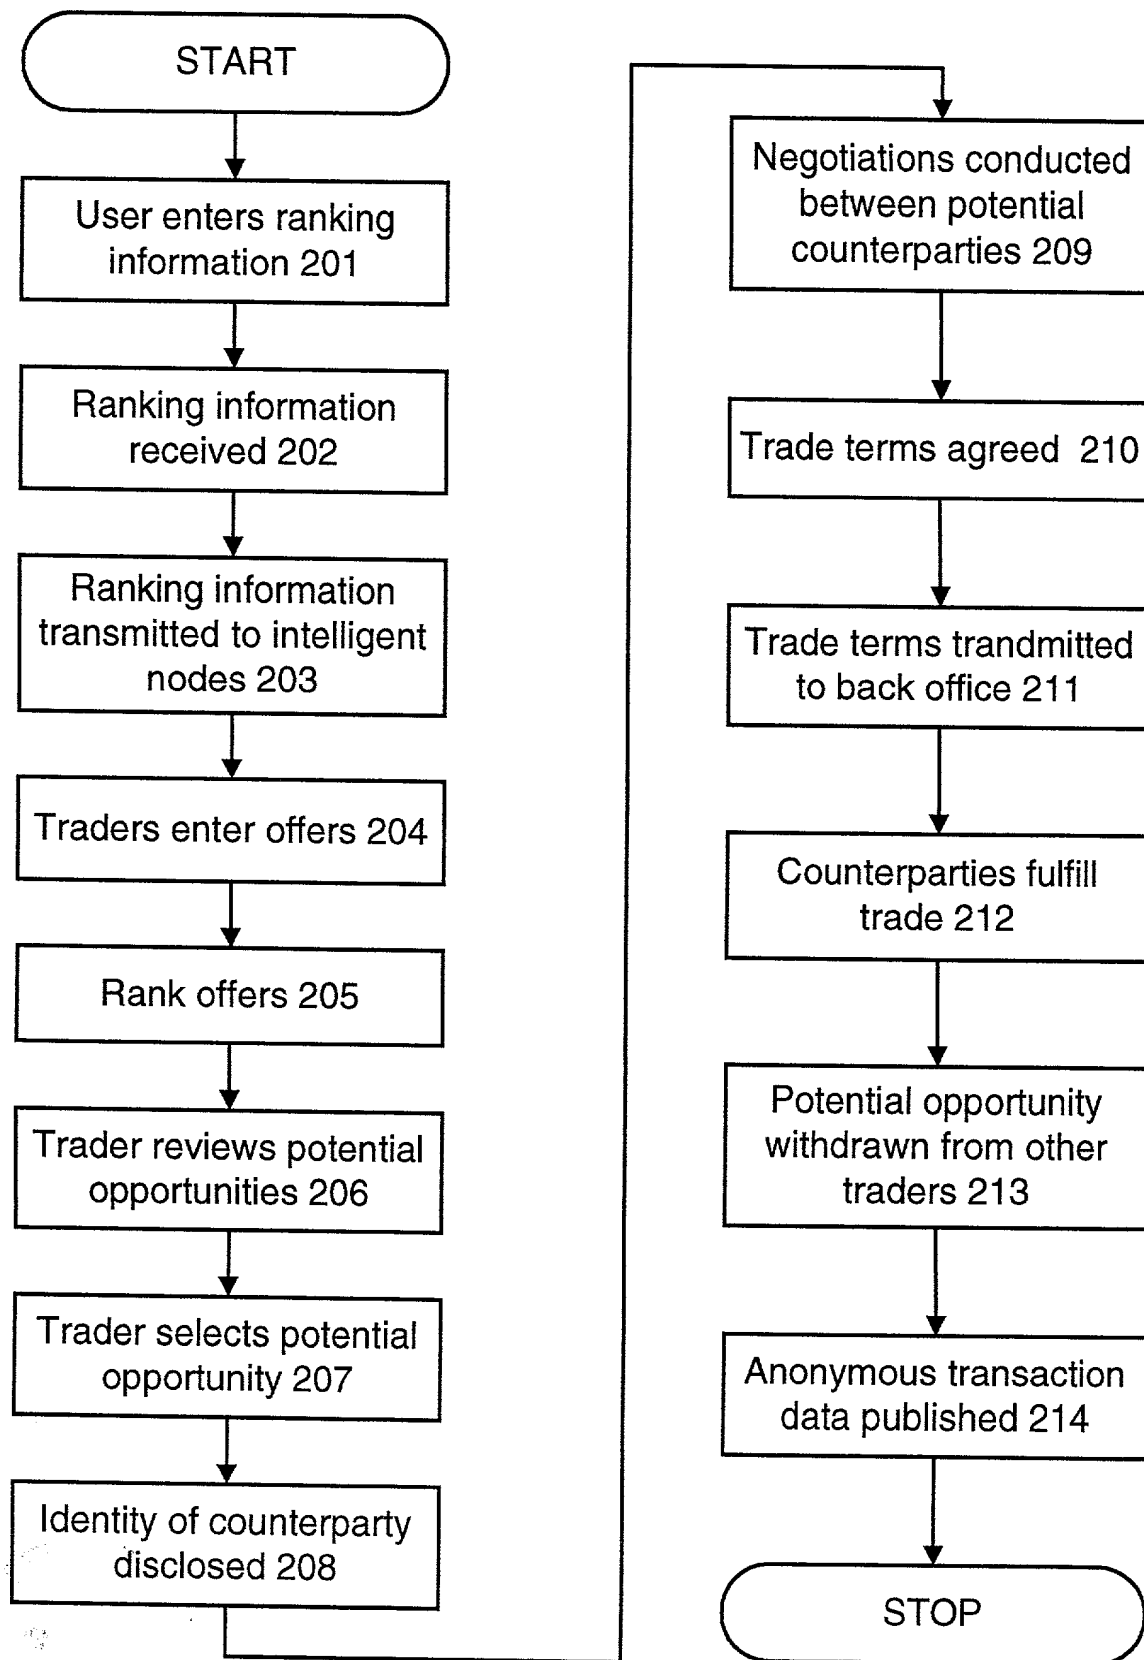 START
User enters ranking
information 201
Ranking information
received 202
Ranking information
transmitted to intelligent
nodes 203
Traders enter offers 204
Rank offers 205
Trader reviews potential
opportunities 206
Trader selects potential
opportunity 207
Identity of counterparty
disclosed 208
Negotiations conducted
between potential
counterparties 209
Trade terms agreed 210
Trade terms trandmitted
to back office 211
Counterparties fulfill
trade 212
Potential opportunity
withdrawn from other
traders 213
Anonymous transaction
data published 214
STOP